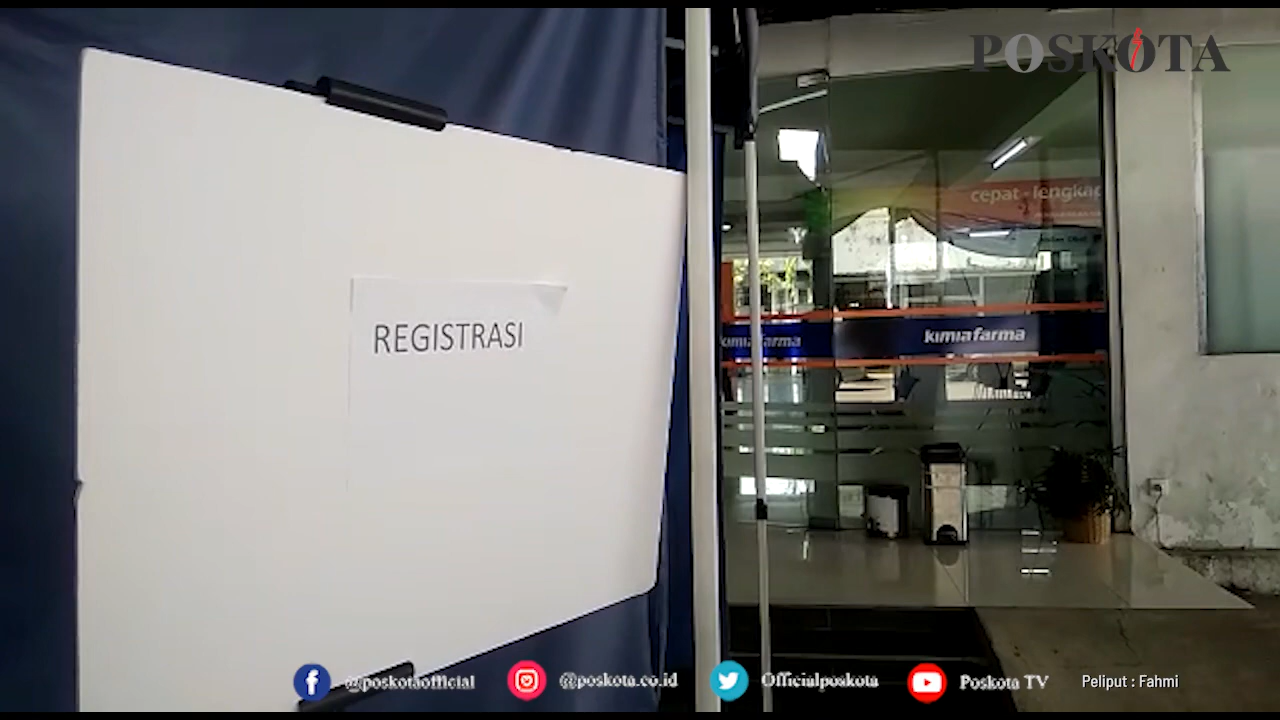 POSKOTA
cepat - lengkap
REGISTRASI
kimia farma
kimia farma
@poskotaofficial
@poskota.co.id
Officialposkota
Poskota TV
Peliput : Fahmi